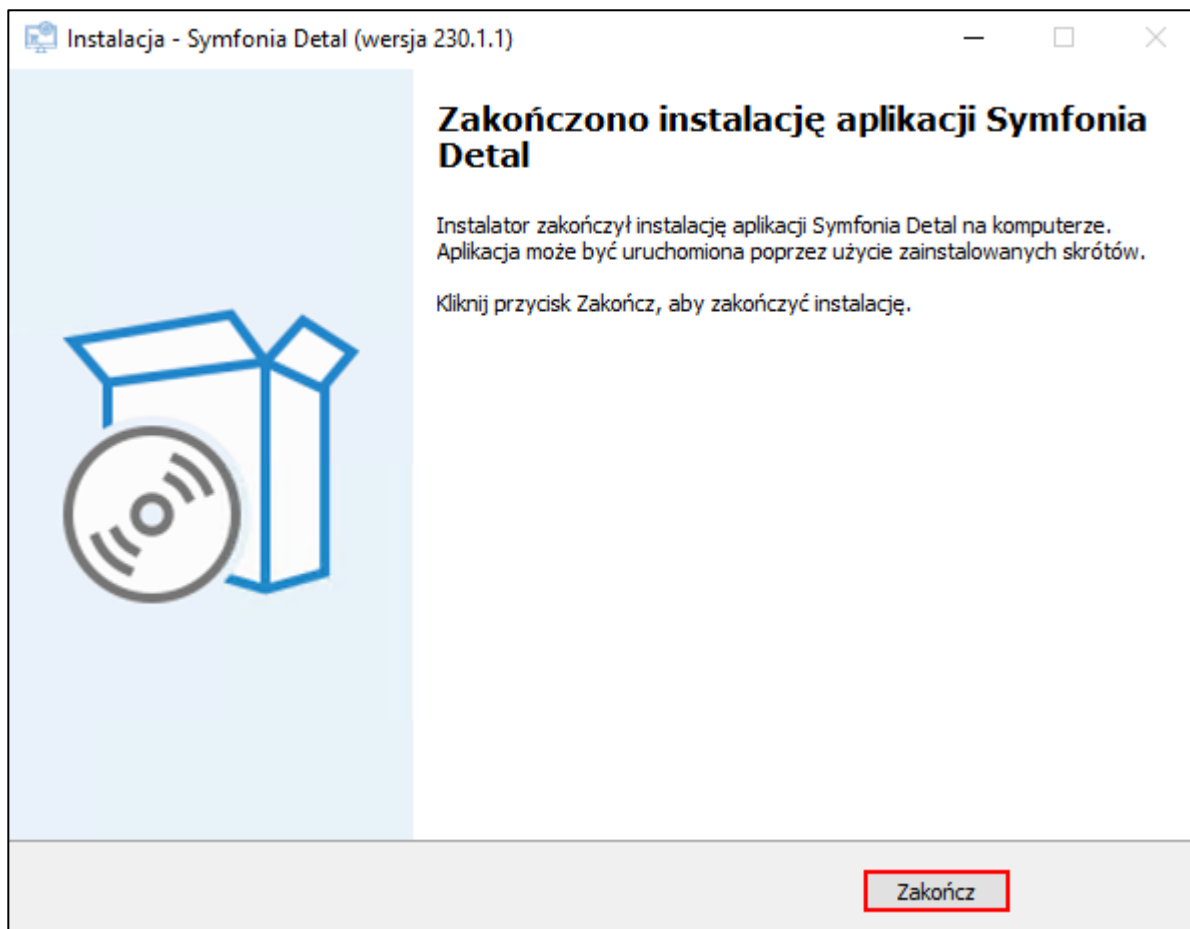 Instalacja - Symfonia Detal (wersja 230.1.1)
Zakończono instalację aplikacji Symfonia
Detal
Instalator zakończył instalację aplikacji Symfonia Detal na komputerze.
Aplikacja może być uruchomiona poprzez użycie zainstalowanych skrótów.
Kliknij przycisk Zakończ, aby zakończyć instalację.
Zakończ